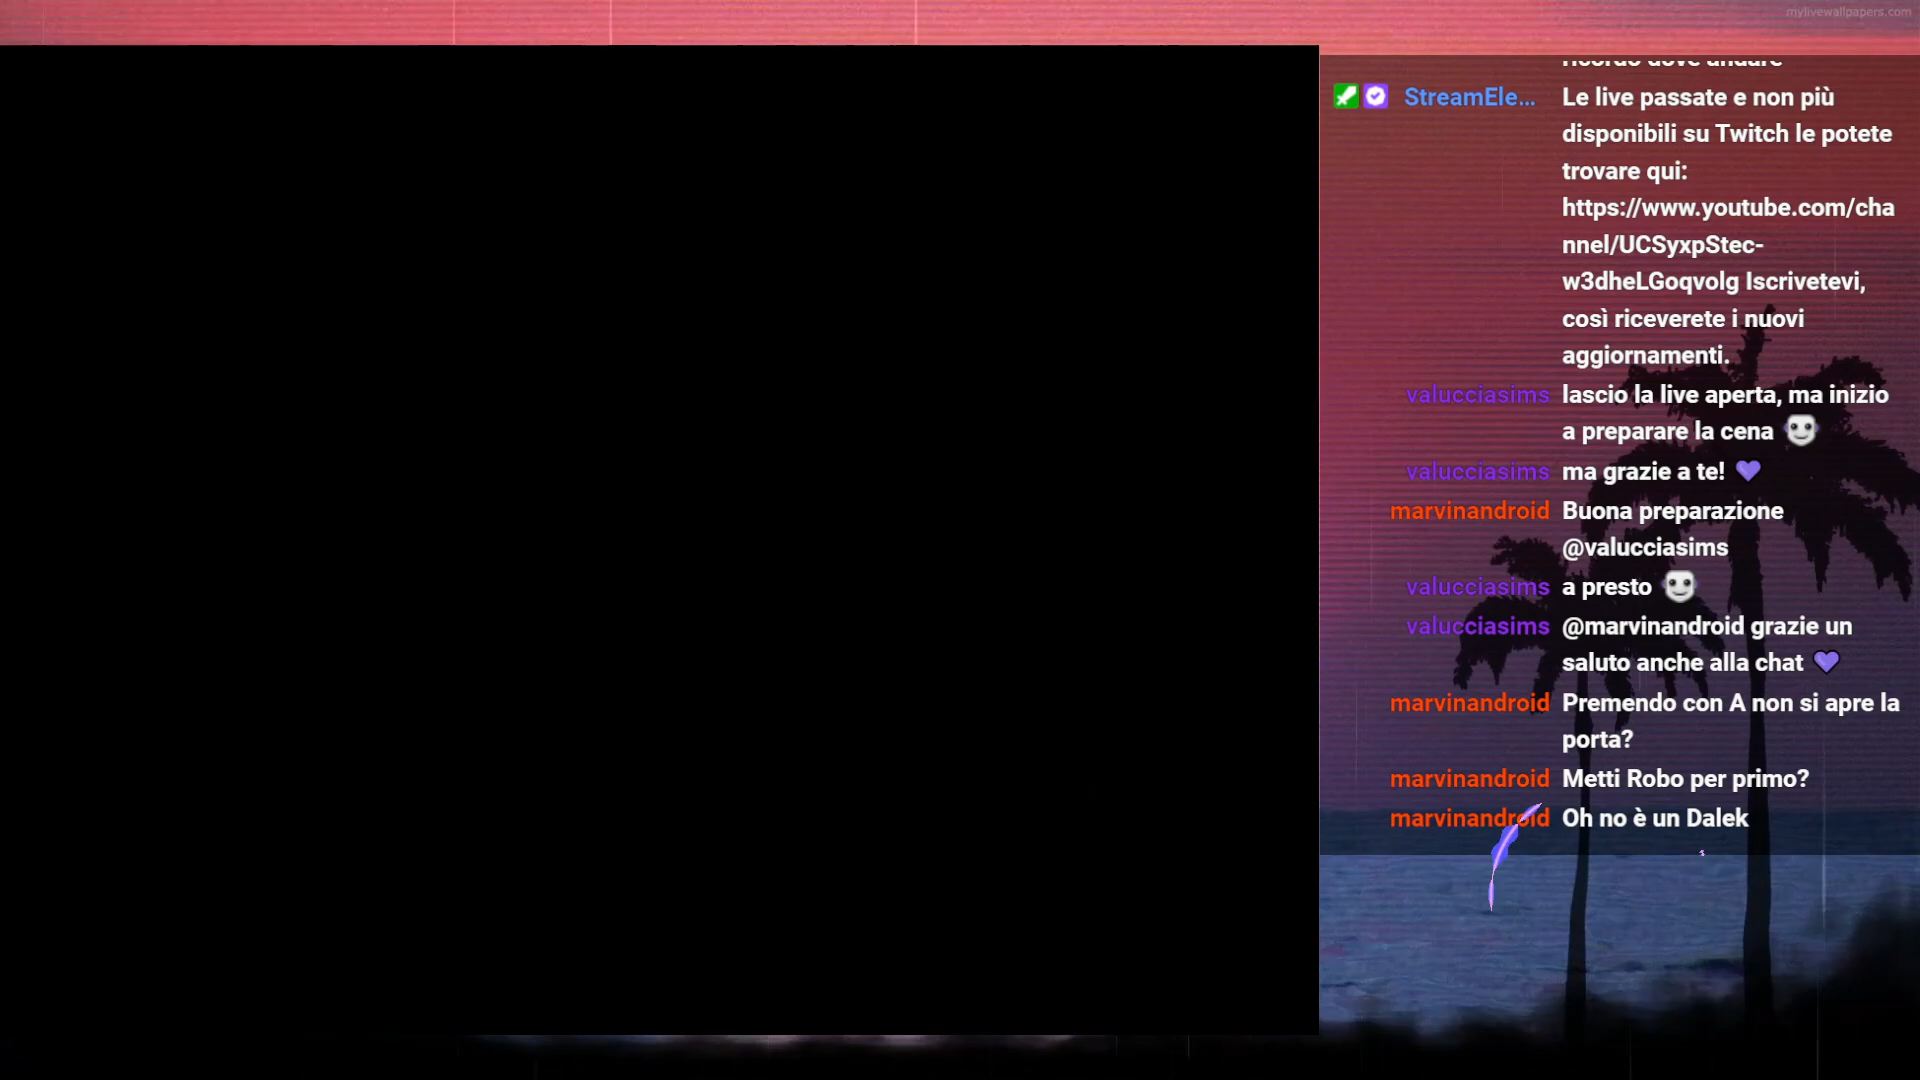 mylivewallpapers.com
ricordo dove andare
StreamEle... Le live passate e non più
disponibili su Twitch le potete
trovare qui:
https://www.youtube.com/cha
nnel/UCSyxpStec-
w3dheLGoqvolg Iscrivetevi,
così riceverete i nuovi
aggiornamenti.
valucciasims lascio la live aperta, ma inizio
a preparare la cena
valucciasims ma grazie a te!
marvinandroid Buona preparazione
@valucciasims
valucciasims a presto
valucciasims @marvinandroid grazie un
saluto anche alla chat
marvinandroid Premendo con A non si apre la
porta?
marvinandroid Metti Robo per primo?
marvinandroid Oh no è un Dalek